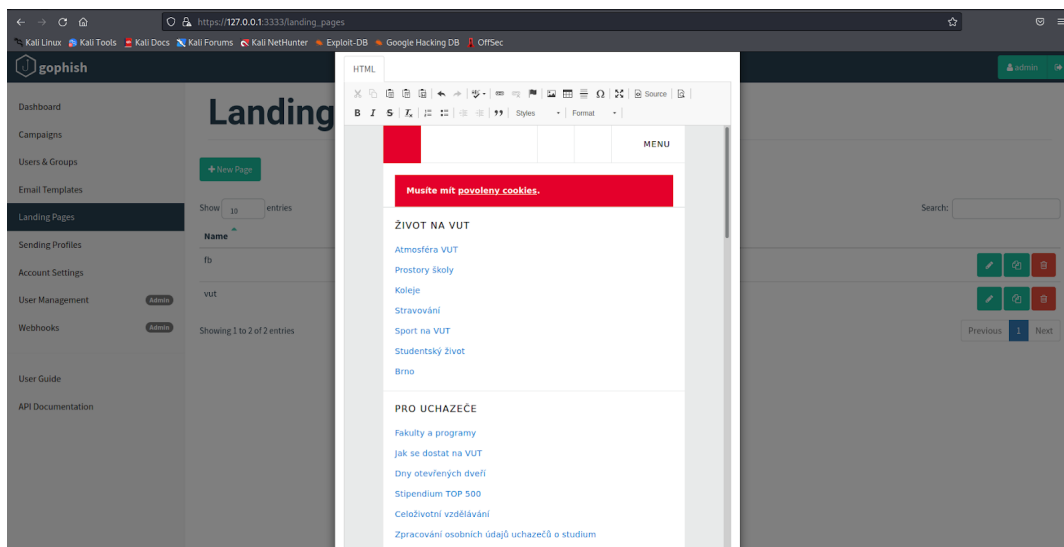 https://127.0.0.1:3333/landing_pages
Kali Linux Kali Tools Kali Docs Kali Forums Kali NetHunter Exploit-DB Google Hacking DB OffSec
gophish
admin
Dashboard
Campaigns
Users & Groups
Email Templates
Landing Pages
Sending Profiles
Account Settings
User Management Admin
Webhooks Admin
User Guide
API Documentation
Landing
New Page
Show 10 entries
Search:
Name
fb
vut
Showing 1 to 2 of 2 entries
Previous 1 Next
HTML
Source
Styles Format
MENU
Musíte mít povoleny cookies.
ŽIVOT NA VUT
Atmosféra VUT
Prostory školy
Koleje
Stravování
Sport na VUT
Studentský život
Brno
PRO UCHAZEČE
Fakulty a programy
Jak se dostat na VUT
Dny otevřených dveří
Stipendium TOP 500
Celoživotní vzdělávání
Zpracování osobních údajů uchazečů o studium